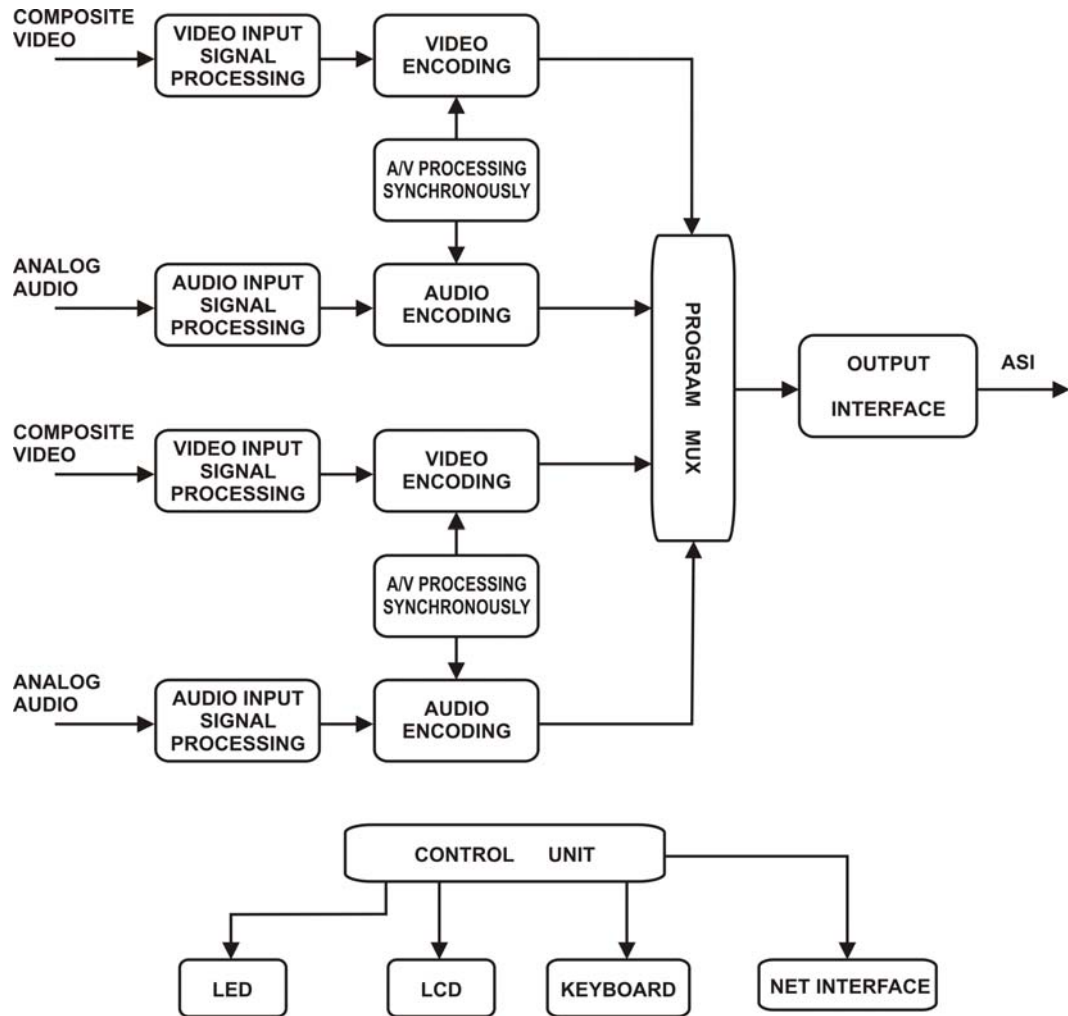 COMPOSITE
VIDEO
VIDEO INPUT
SIGNAL
PROCESSING
VIDEO
ENCODING
A/V PROCESSING
SYNCHRONOUSLY
ANALOG
AUDIO
AUDIO INPUT
SIGNAL
PROCESSING
AUDIO
ENCODING
COMPOSITE
VIDEO
VIDEO INPUT
SIGNAL
PROCESSING
VIDEO
ENCODING
A/V PROCESSING
SYNCHRONOUSLY
ANALOG
AUDIO
AUDIO INPUT
SIGNAL
PROCESSING
AUDIO
ENCODING
PROGRAM MUX
OUTPUT
INTERFACE
ASI
CONTROL UNIT
LED
LCD
KEYBOARD
NET INTERFACE